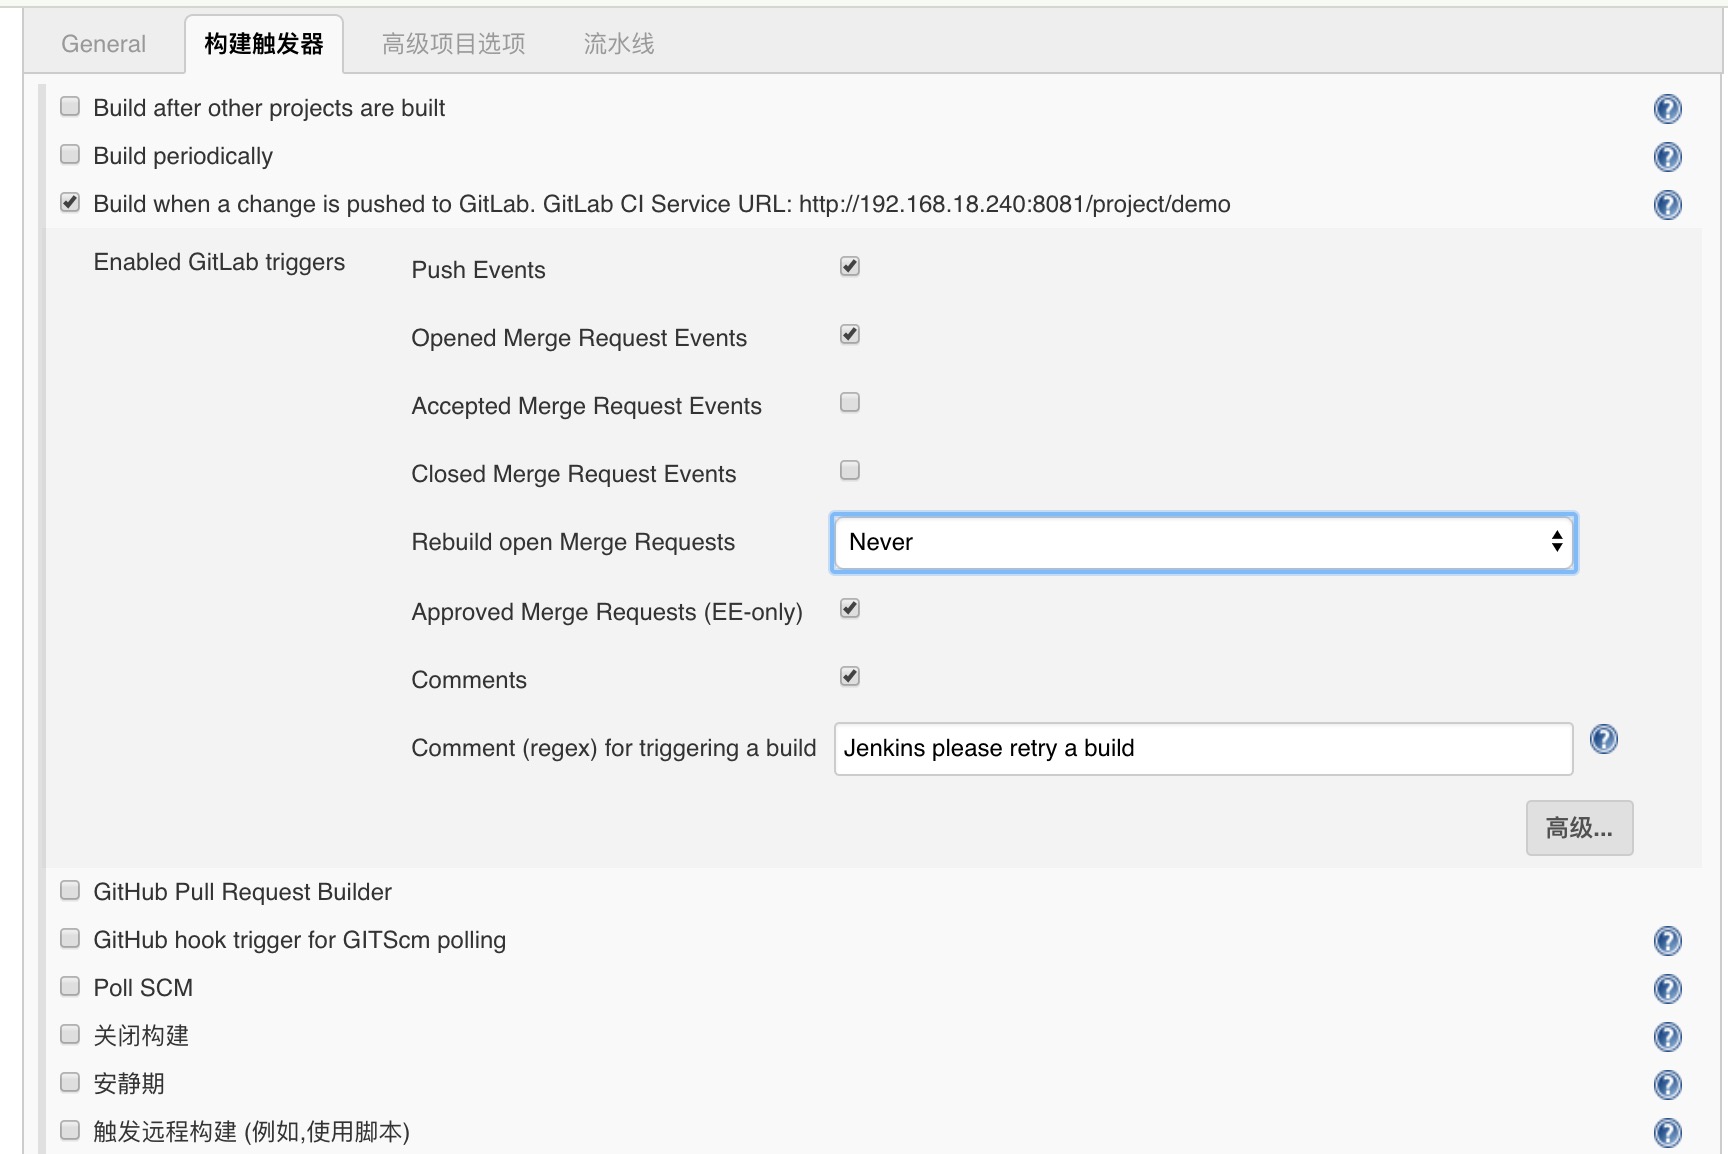 General 构建触发器 高级项目选项 流水线
Build after other projects are built
Build periodically
Build when a change is pushed to GitLab. GitLab CI Service URL: http://192.168.18.240:8081/project/demo
Enabled GitLab triggers Push Events
Opened Merge Request Events
Accepted Merge Request Events
Closed Merge Request Events
Rebuild open Merge Requests Never
Approved Merge Requests (EE-only)
Comments
Comment (regex) for triggering a build Jenkins please retry a build
高级...
GitHub Pull Request Builder
GitHub hook trigger for GITScm polling
Poll SCM
关闭构建
安静期
触发远程构建 (例如,使用脚本)